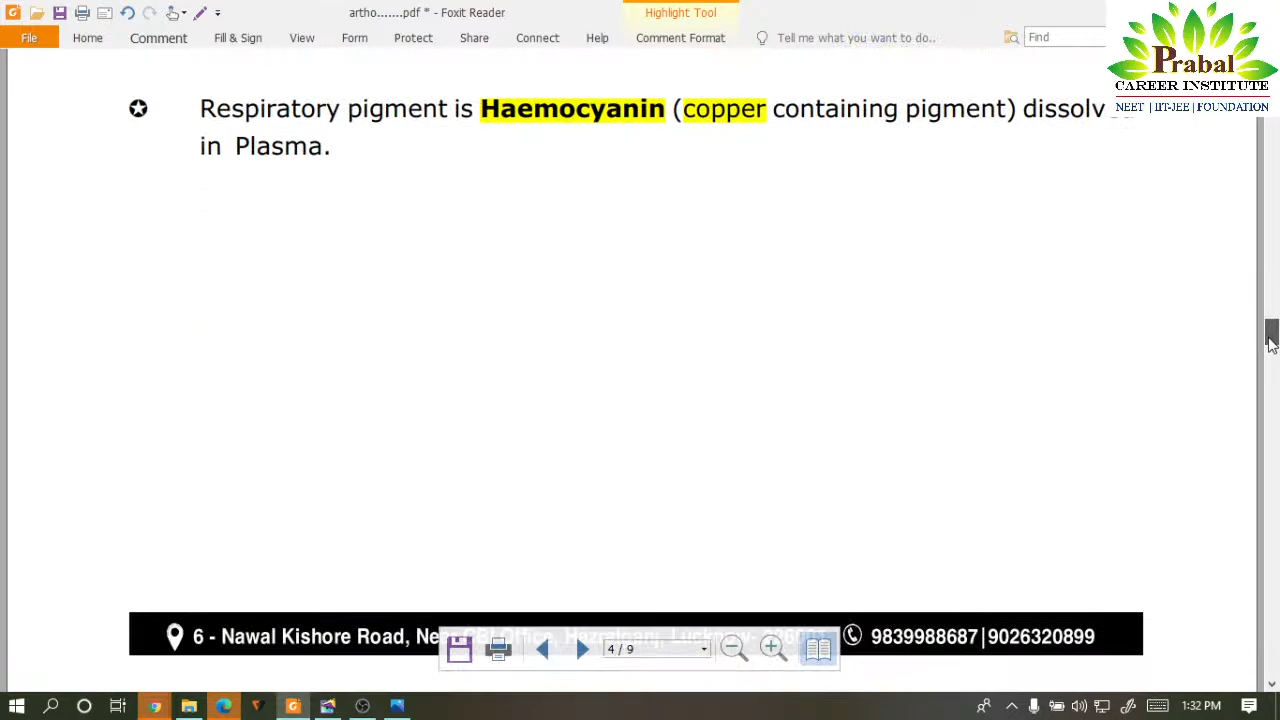 artho.......pdf * - Foxit Reader
Highlight Tool
File Home Comment Fill & Sign View Form Protect Share Connect Help Comment Format Tell me what you want to do.. Find
Prabal
CAREER INSTITUTE
NEET | IIT-JEE | FOUNDATION
Respiratory pigment is Haemocyanin (copper containing pigment)
in Plasma.
6 - Nawal Kishore Road, 9839988687|9026320899
4 / 9
1:32 PM